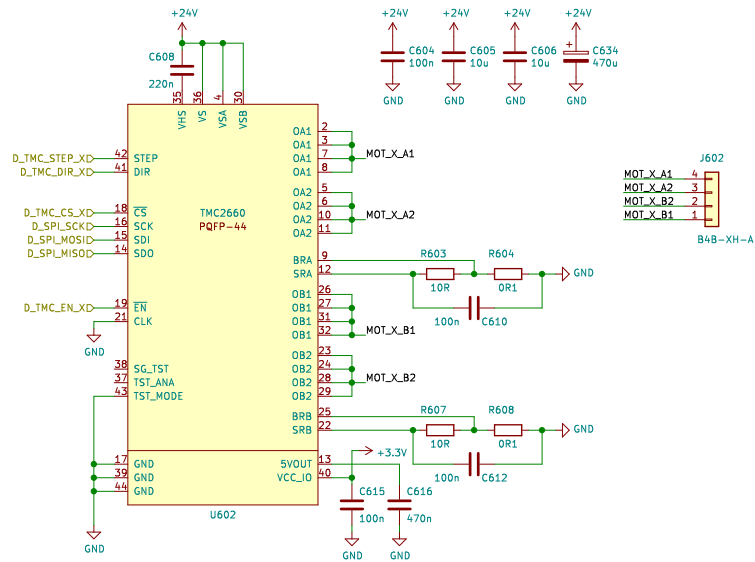 +24V
C608
220n
+24V
C604
100n
GND
+24V
C605
10u
GND
+24V
C606
10u
GND
+24V
+
C634
470u
GND
35
36
4
30
VHS
VS
VSA
VSB
D_TMC_STEP_X
42
STEP
D_TMC_DIR_X
41
DIR
D_TMC_CS_X
18
CS
D_SPI_SCK
16
SCK
D_SPI_MOSI
15
SDI
D_SPI_MISO
14
SDO
D_TMC_EN_X
19
EN
21
CLK
GND
38
SG_TST
37
TST_ANA
43
TST_MODE
17
GND
39
GND
44
GND
GND
TMC2660
PQFP-44
U602
OA1
2
OA1
3
OA1
7
MOT_X_A1
OA1
8
OA2
5
OA2
6
OA2
10
MOT_X_A2
OA2
11
BRA
9
SRA
12
R603
10R
R604
0R1
GND
100n
C610
OB1
26
OB1
27
OB1
31
OB1
32
MOT_X_B1
OB2
23
OB2
24
OB2
28
MOT_X_B2
OB2
29
BRB
25
SRB
22
R607
10R
R608
0R1
GND
100n
C612
5VOUT
13
VCC_IO
40
+3.3V
C615
100n
GND
C616
470n
GND
J602
MOT_X_A1
4
MOT_X_A2
3
MOT_X_B2
2
MOT_X_B1
1
B4B-XH-A